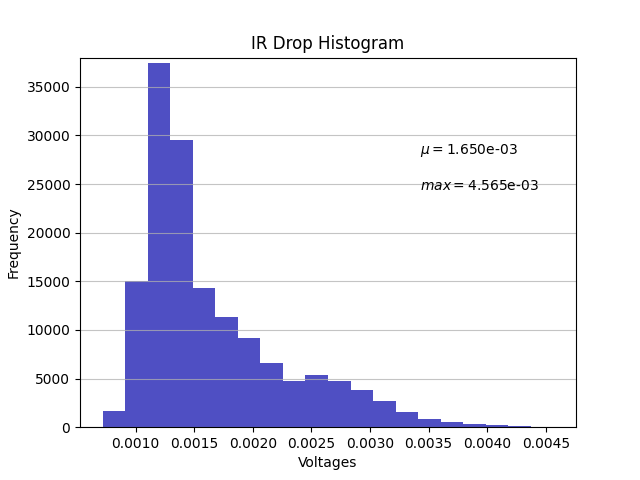 IR Drop Histogram
35000
30000
25000
20000
15000
10000
5000
0
Frequency
μ = 1.650e-03
max = 4.565e-03
0.0010 0.0015 0.0020 0.0025 0.0030 0.0035 0.0040 0.0045
Voltages